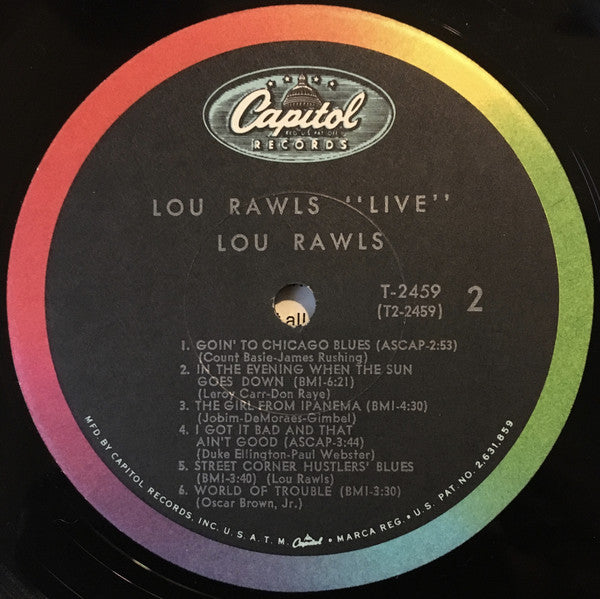 Capitol
REG. U.S. PAT. OFF.
RECORDS
LOU RAWLS "LIVE"
LOU RAWLS
T-2459
(T2-2459)
2
all
1. GOIN' TO CHICAGO BLUES (ASCAP-2:53)
(Count Basie-James Rushing)
2. IN THE EVENING WHEN THE SUN
GOES DOWN (BMI-6:21)
(Leroy Carr-Don Raye)
3. THE GIRL FROM IPANEMA (BMI-4:30)
(Jobim-DeMoraes-Gimbel)
4. I GOT IT BAD AND THAT
AIN'T GOOD (ASCAP-3:44)
(Duke Ellington-Paul Webster)
5. STREET CORNER HUSTLERS' BLUES
(BMI-3:40) (Lou Rawls)
6. WORLD OF TROUBLE (BMI-3:30)
(Oscar Brown, Jr.)
MFD. BY CAPITOL RECORDS, INC. U.S.A. T.M. Capitol • MARCA REG. • U.S. PAT. NO. 2,631,859